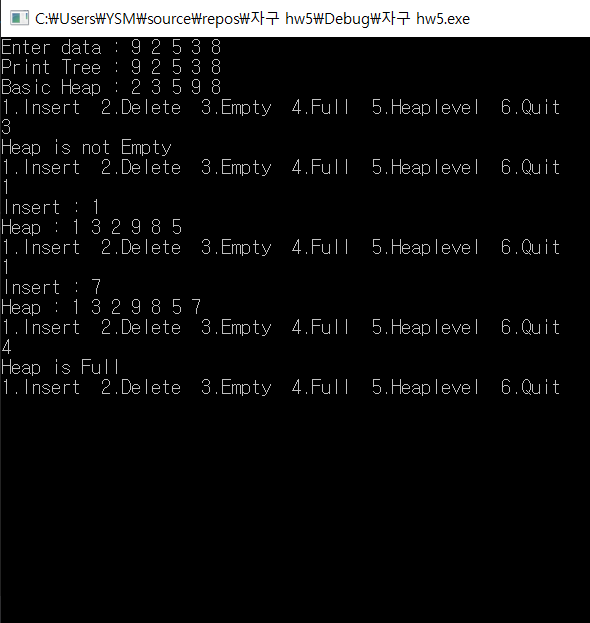 C:\Users\YSM\source\repos\자구 hw5\Debug\자구 hw5.exe
Enter data : 9 2 5 3 8
Print Tree : 9 2 5 3 8
Basic Heap : 2 3 5 9 8
1.Insert  2.Delete  3.Empty  4.Full  5.Heaplevel  6.Quit
3
Heap is not Empty
1.Insert  2.Delete  3.Empty  4.Full  5.Heaplevel  6.Quit
1
Insert : 1
Heap : 1 3 2 9 8 5
1.Insert  2.Delete  3.Empty  4.Full  5.Heaplevel  6.Quit
1
Insert : 7
Heap : 1 3 2 9 8 5 7
1.Insert  2.Delete  3.Empty  4.Full  5.Heaplevel  6.Quit
4
Heap is Full
1.Insert  2.Delete  3.Empty  4.Full  5.Heaplevel  6.Quit